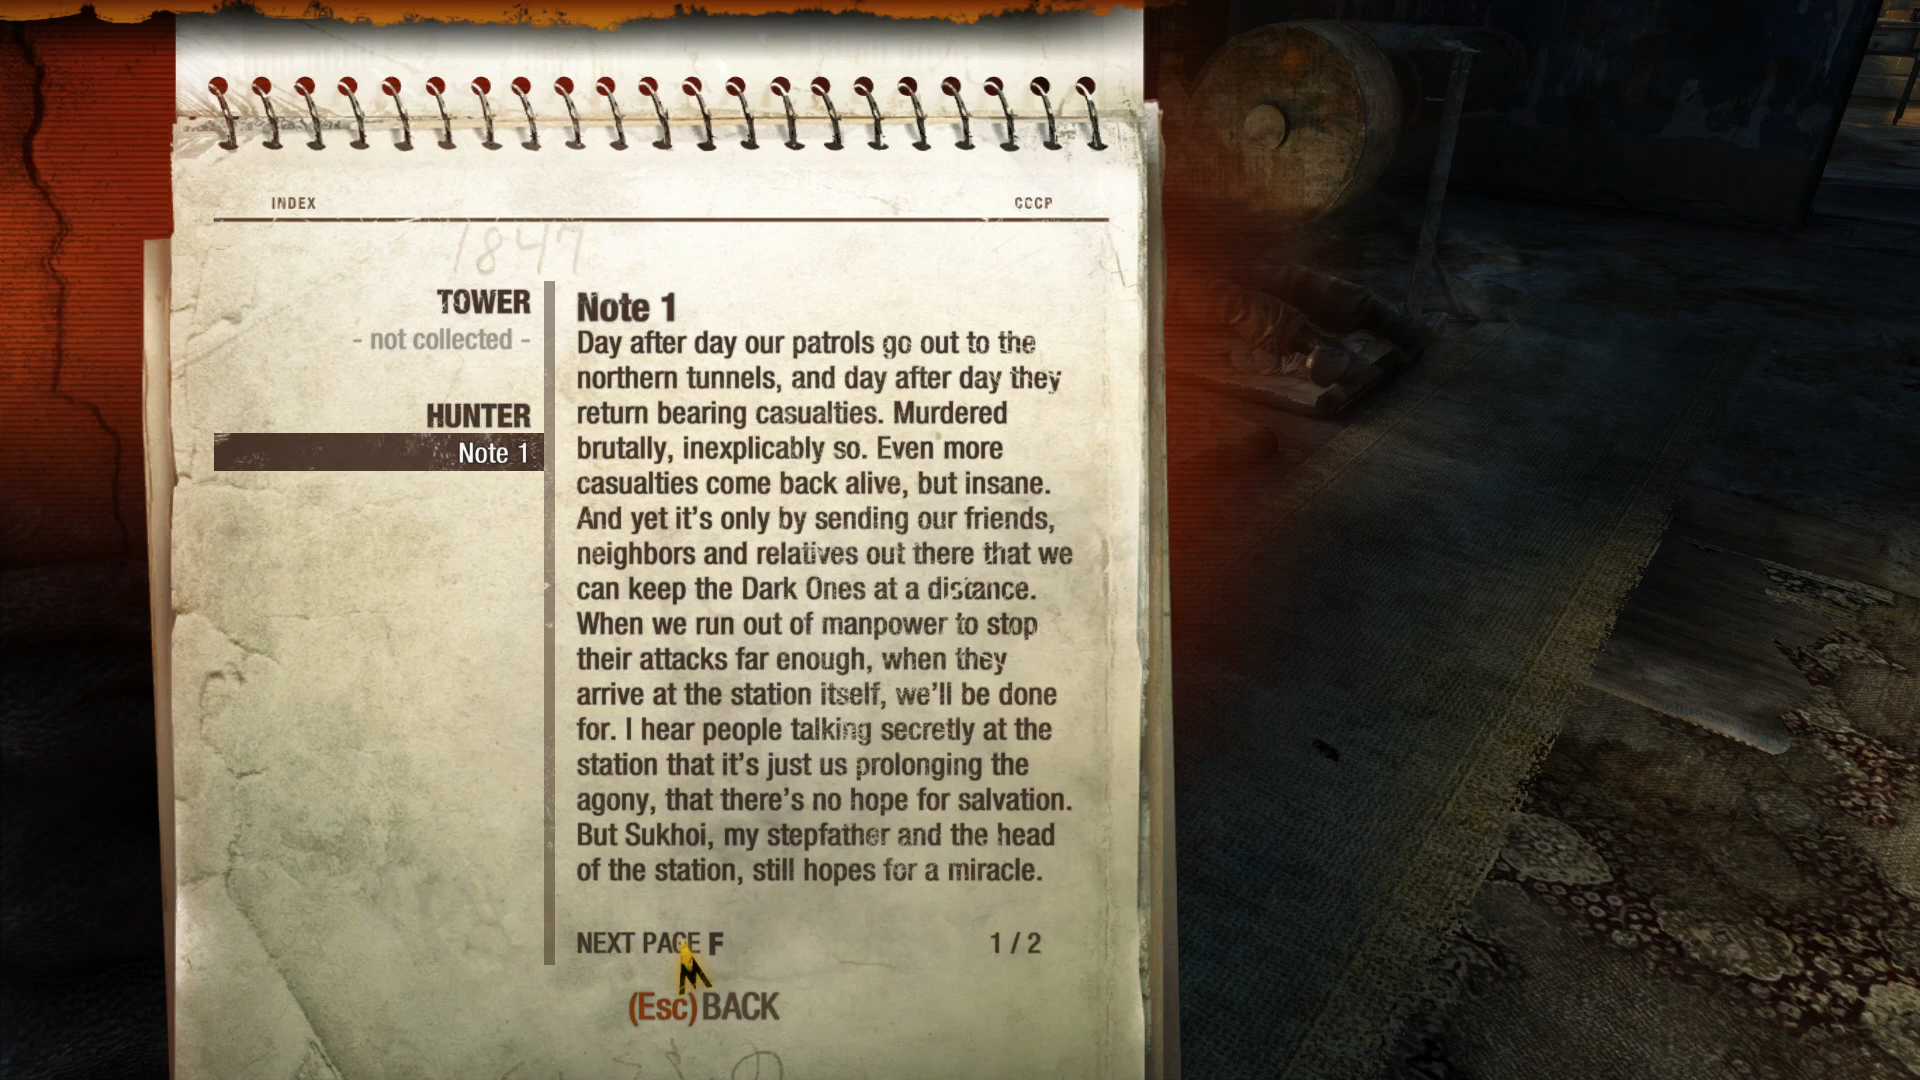 INDEX
CCCP
1847
TOWER
- not collected -
HUNTER
Note 1
Note 1
Day after day our patrols go out to the
northern tunnels, and day after day they
return bearing casualties. Murdered
brutally, inexplicably so. Even more
casualties come back alive, but insane.
And yet it's only by sending our friends,
neighbors and relatives out there that we
can keep the Dark Ones at a distance.
When we run out of manpower to stop
their attacks far enough, when they
arrive at the station itself, we'll be done
for. I hear people talking secretly at the
station that it's just us prolonging the
agony, that there's no hope for salvation.
But Sukhoi, my stepfather and the head
of the station, still hopes for a miracle.
NEXT PAGE F
1 / 2
(Esc) BACK